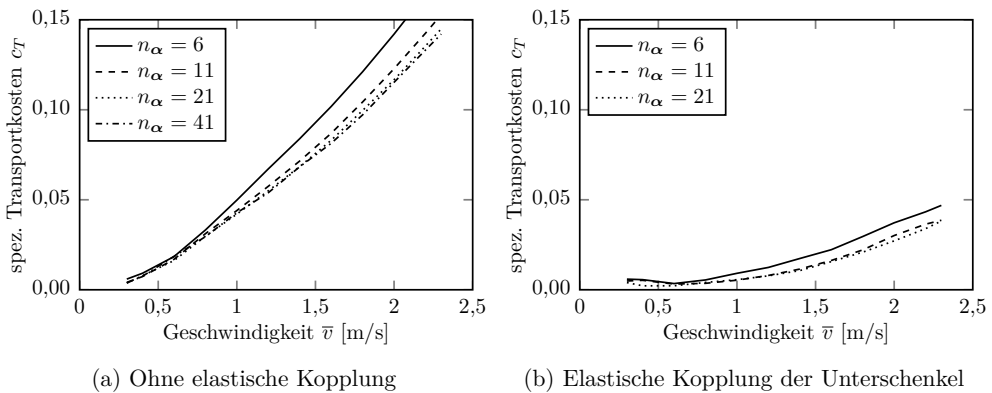 spez. Transportkosten c_T
0,15
0,10
0,05
0,00
0
0,5
1
1,5
2
2,5
n_α = 6
n_α = 11
n_α = 21
n_α = 41
Geschwindigkeit v̅ [m/s]
(a) Ohne elastische Kopplung
spez. Transportkosten c_T
0,15
0,10
0,05
0,00
0
0,5
1
1,5
2
2,5
n_α = 6
n_α = 11
n_α = 21
Geschwindigkeit v̅ [m/s]
(b) Elastische Kopplung der Unterschenkel